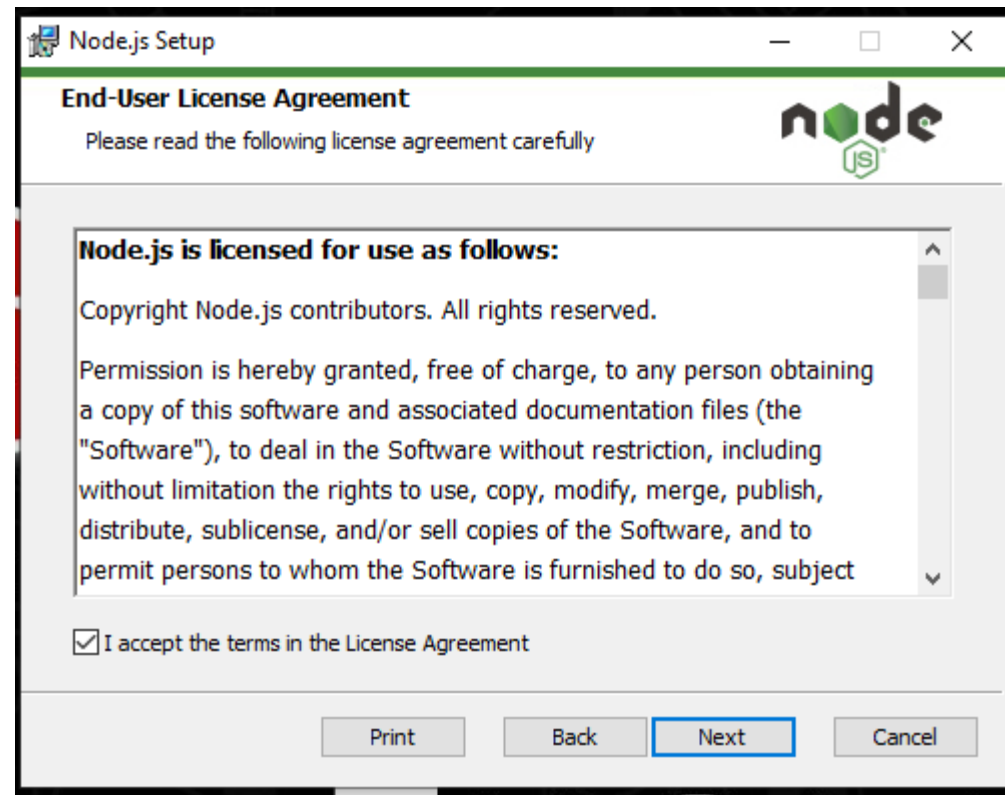 Node.js Setup
End-User License Agreement
Please read the following license agreement carefully
node
JS
Node.js is licensed for use as follows:
Copyright Node.js contributors. All rights reserved.
Permission is hereby granted, free of charge, to any person obtaining
a copy of this software and associated documentation files (the
"Software"), to deal in the Software without restriction, including
without limitation the rights to use, copy, modify, merge, publish,
distribute, sublicense, and/or sell copies of the Software, and to
permit persons to whom the Software is furnished to do so, subject
I accept the terms in the License Agreement
Print Back Next Cancel